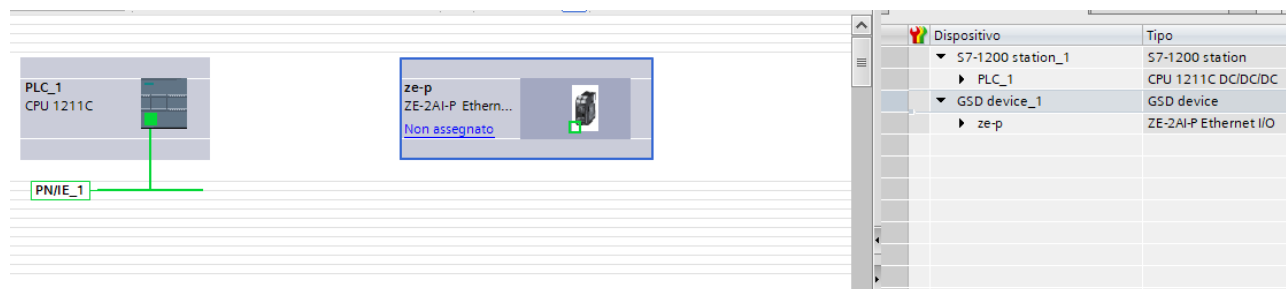 Dispositivo
Tipo
S7-1200 station_1
S7-1200 station
PLC_1
CPU 1211C DC/DC/DC
GSD device_1
GSD device
ze-p
ZE-2AI-P Ethernet I/O
PLC_1
CPU 1211C
ze-p
ZE-2AI-P Ethern...
Non assegnato
PN/IE_1